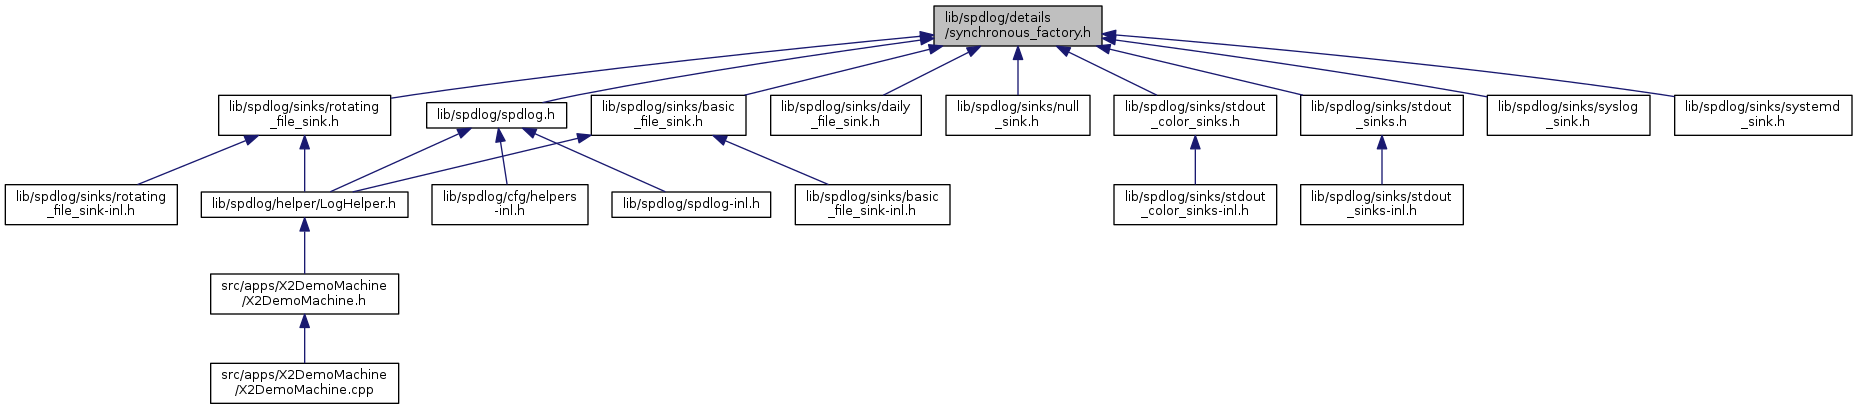 lib/spdlog/details
/synchronous_factory.h
lib/spdlog/sinks/rotating
_file_sink.h
lib/spdlog/spdlog.h
lib/spdlog/sinks/basic
_file_sink.h
lib/spdlog/sinks/daily
_file_sink.h
lib/spdlog/sinks/null
_sink.h
lib/spdlog/sinks/stdout
_color_sinks.h
lib/spdlog/sinks/stdout
_sinks.h
lib/spdlog/sinks/syslog
_sink.h
lib/spdlog/sinks/systemd
_sink.h
lib/spdlog/sinks/rotating
_file_sink-inl.h
lib/spdlog/helper/LogHelper.h
lib/spdlog/cfg/helpers
-inl.h
lib/spdlog/spdlog-inl.h
lib/spdlog/sinks/basic
_file_sink-inl.h
lib/spdlog/sinks/stdout
_color_sinks-inl.h
lib/spdlog/sinks/stdout
_sinks-inl.h
src/apps/X2DemoMachine
/X2DemoMachine.h
src/apps/X2DemoMachine
/X2DemoMachine.cpp